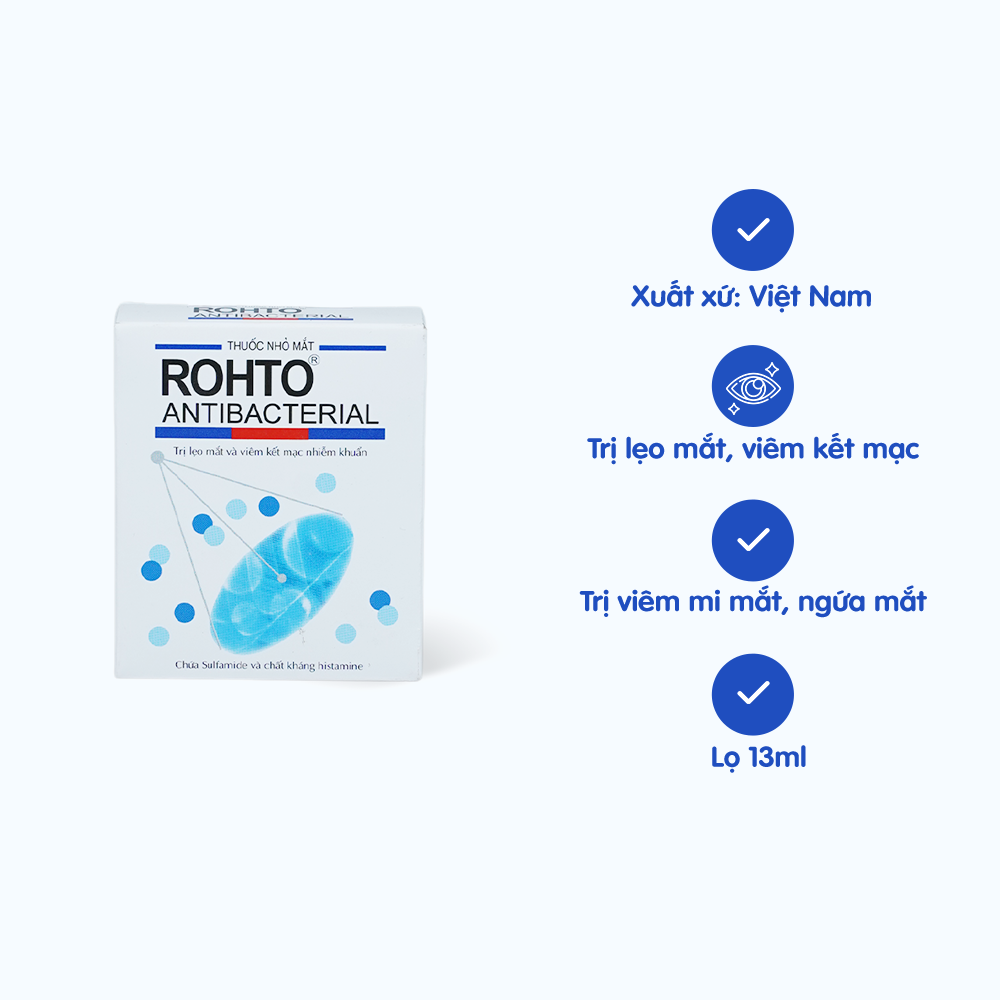 ROHTO
ANTIBACTERIAL
THUỐC NHỎ MẮT
ROHTO®
ANTIBACTERIAL
Trị lẹo mắt và viêm kết mạc nhiễm khuẩn
Chứa Sulfamide và chất kháng histamine
Xuất xứ: Việt Nam
Trị lẹo mắt, viêm kết mạc
Trị viêm mi mắt, ngứa mắt
Lọ 13ml